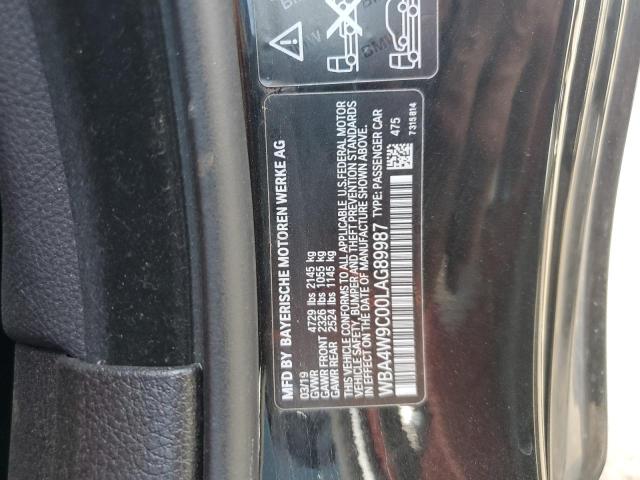 BMW
MFD BY BAYERISCHE MOTOREN WERKE AG
03/19
GVWR 4729 lbs 2145 kg
GAWR FRONT 2326 lbs 1055 kg
GAWR REAR 2524 lbs 1145 kg
THIS VEHICLE CONFORMS TO ALL APPLICABLE U.S.FEDERAL MOTOR
VEHICLE SAFETY, BUMPER AND THEFT PREVENTION STANDARDS
IN EFFECT ON THE DATE OF MANUFACTURE SHOWN ABOVE.
WBA4W9C00LAG89987 TYPE: PASSENGER CAR
475
7315814